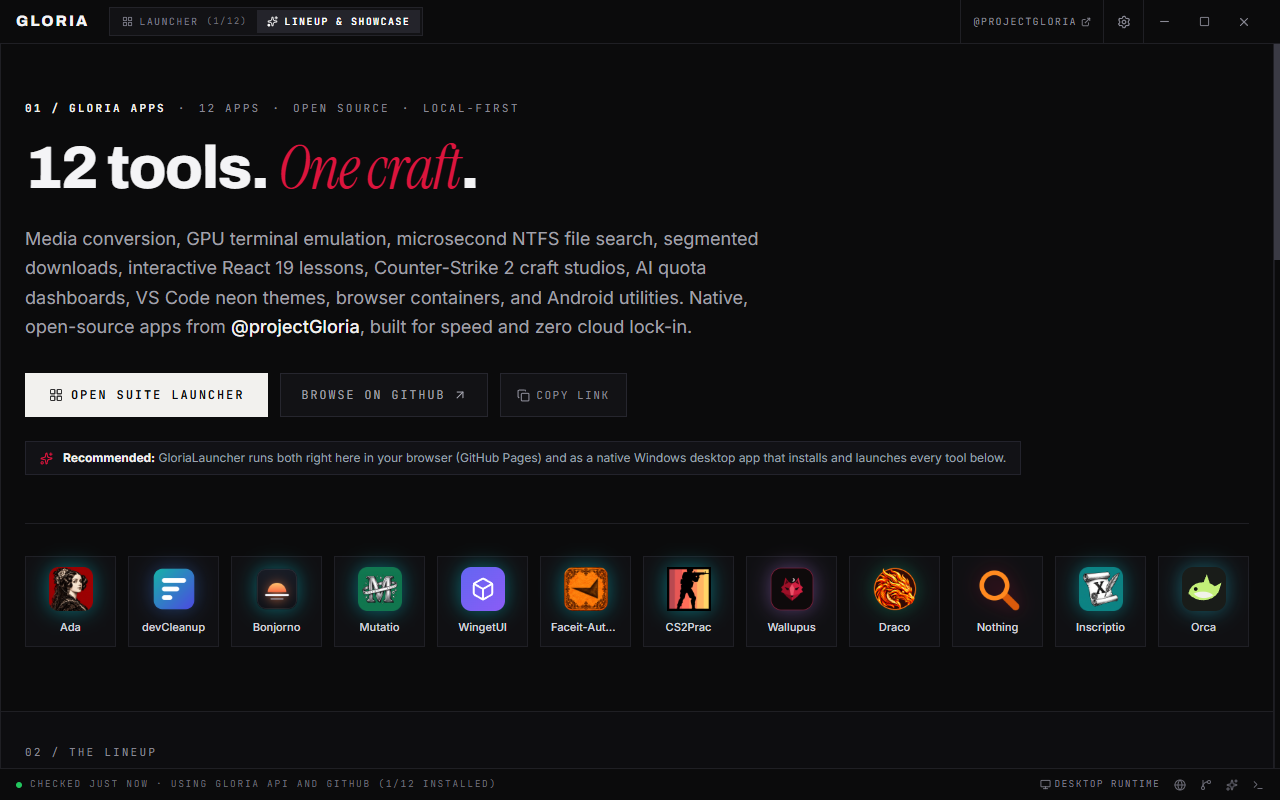 GLORIA
LAUNCHER (1/12)
LINEUP & SHOWCASE
@PROJECTGLORIA
01 / GLORIA APPS · 12 APPS · OPEN SOURCE · LOCAL-FIRST
12 tools. One craft.
Media conversion, GPU terminal emulation, microsecond NTFS file search, segmented
downloads, interactive React 19 lessons, Counter-Strike 2 craft studios, AI quota
dashboards, VS Code neon themes, browser containers, and Android utilities. Native,
open-source apps from @projectGloria, built for speed and zero cloud lock-in.
OPEN SUITE LAUNCHER
BROWSE ON GITHUB
COPY LINK
Recommended: GloriaLauncher runs both right here in your browser (GitHub Pages) and as a native Windows desktop app that installs and launches every tool below.
Ada
devCleanup
Bonjorno
Mutatio
WingetUI
Faceit-Aut...
CS2Prac
Wallupus
Draco
Nothing
Inscriptio
Orca
02 / THE LINEUP
CHECKED JUST NOW · USING GLORIA API AND GITHUB (1/12 INSTALLED)
DESKTOP RUNTIME